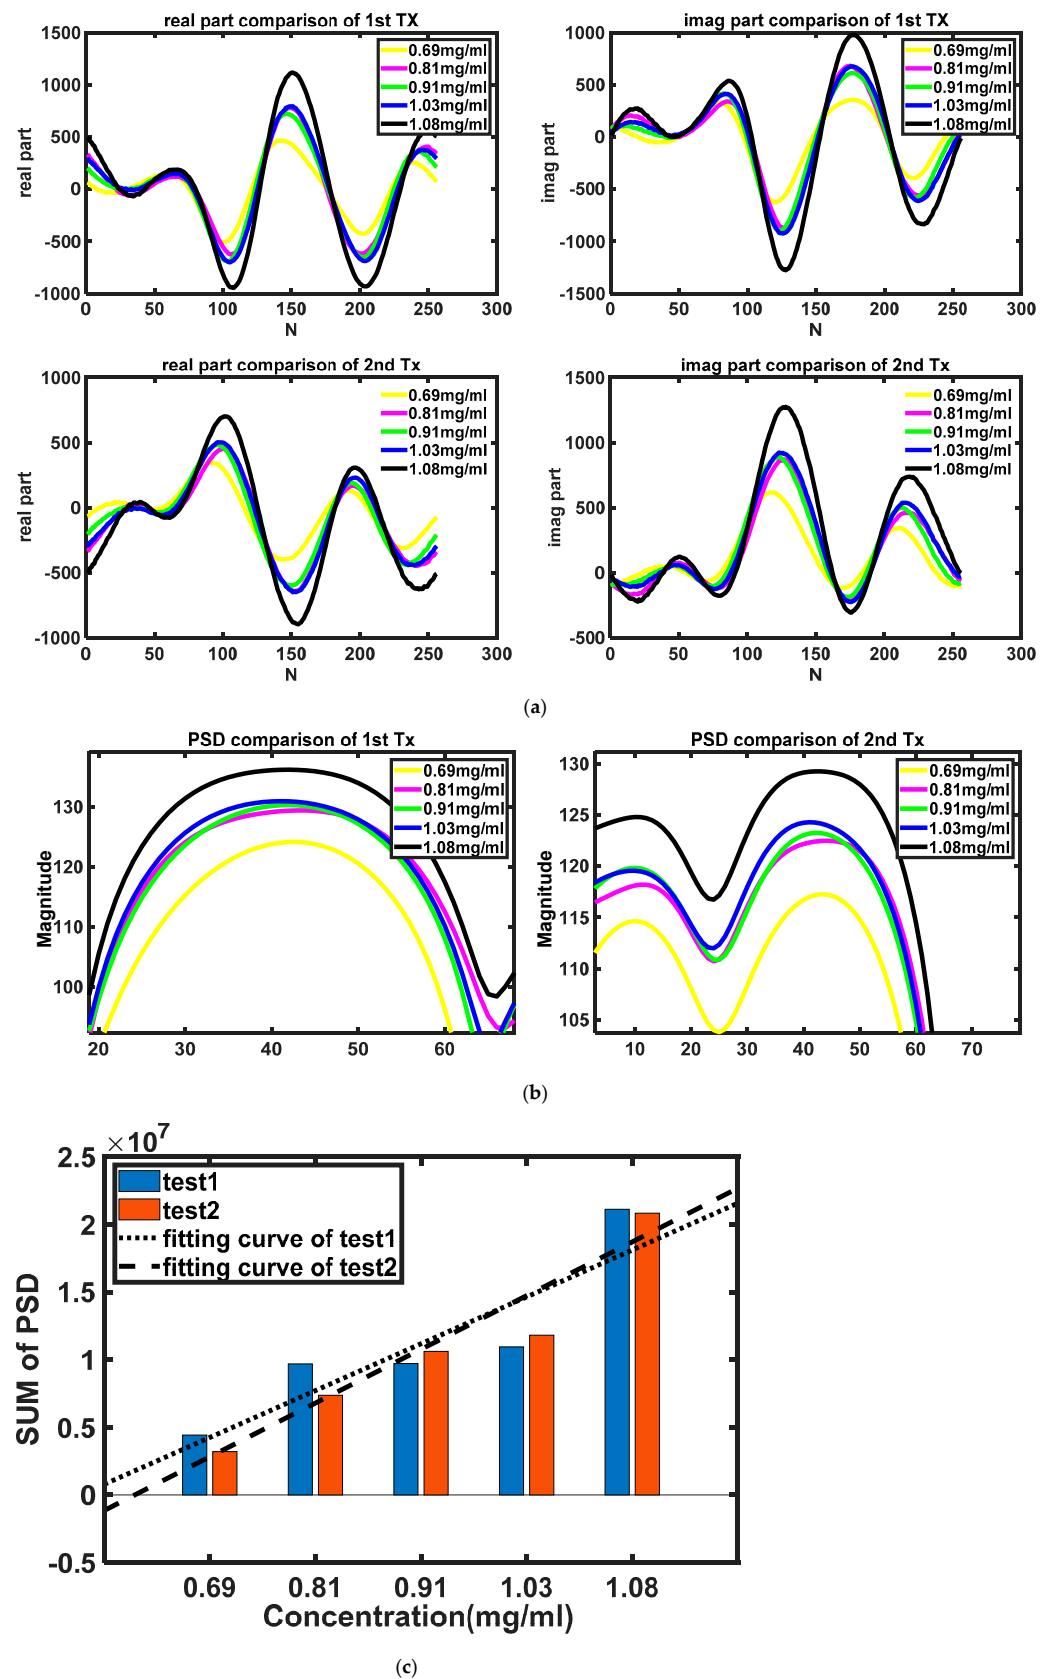 real part comparison of 1st TX
1500
1000
500
0
-500
-1000
real part
0 50 100 150 200 250 300
N
0.69mg/ml
0.81mg/ml
0.91mg/ml
1.03mg/ml
1.08mg/ml
imag part comparison of 1st TX
1000
500
0
-500
-1000
-1500
imag part
0 50 100 150 200 250 300
N
0.69mg/ml
0.81mg/ml
0.91mg/ml
1.03mg/ml
1.08mg/ml
real part comparison of 2nd Tx
1000
500
0
-500
-1000
real part
0 50 100 150 200 250 300
N
0.69mg/ml
0.81mg/ml
0.91mg/ml
1.03mg/ml
1.08mg/ml
imag part comparison of 2nd Tx
1500
1000
500
0
-500
imag part
0 50 100 150 200 250 300
N
0.69mg/ml
0.81mg/ml
0.91mg/ml
1.03mg/ml
1.08mg/ml
(a)
PSD comparison of 1st Tx
130
120
110
100
Magnitude
20 30 40 50 60
0.69mg/ml
0.81mg/ml
0.91mg/ml
1.03mg/ml
1.08mg/ml
PSD comparison of 2nd Tx
130
125
120
115
110
105
Magnitude
10 20 30 40 50 60 70
0.69mg/ml
0.81mg/ml
0.91mg/ml
1.03mg/ml
1.08mg/ml
(b)
×10^7
2.5
2
1.5
1
0.5
0
-0.5
SUM of PSD
test1
test2
fitting curve of test1
fitting curve of test2
0.69 0.81 0.91 1.03 1.08
Concentration(mg/ml)
(c)